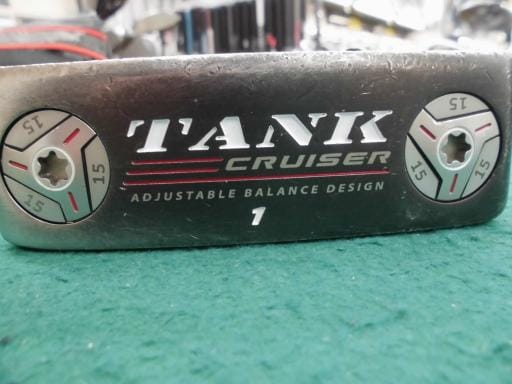 TANK
CRUISER
ADJUSTABLE BALANCE DESIGN
1
15 15 15
15 15 15